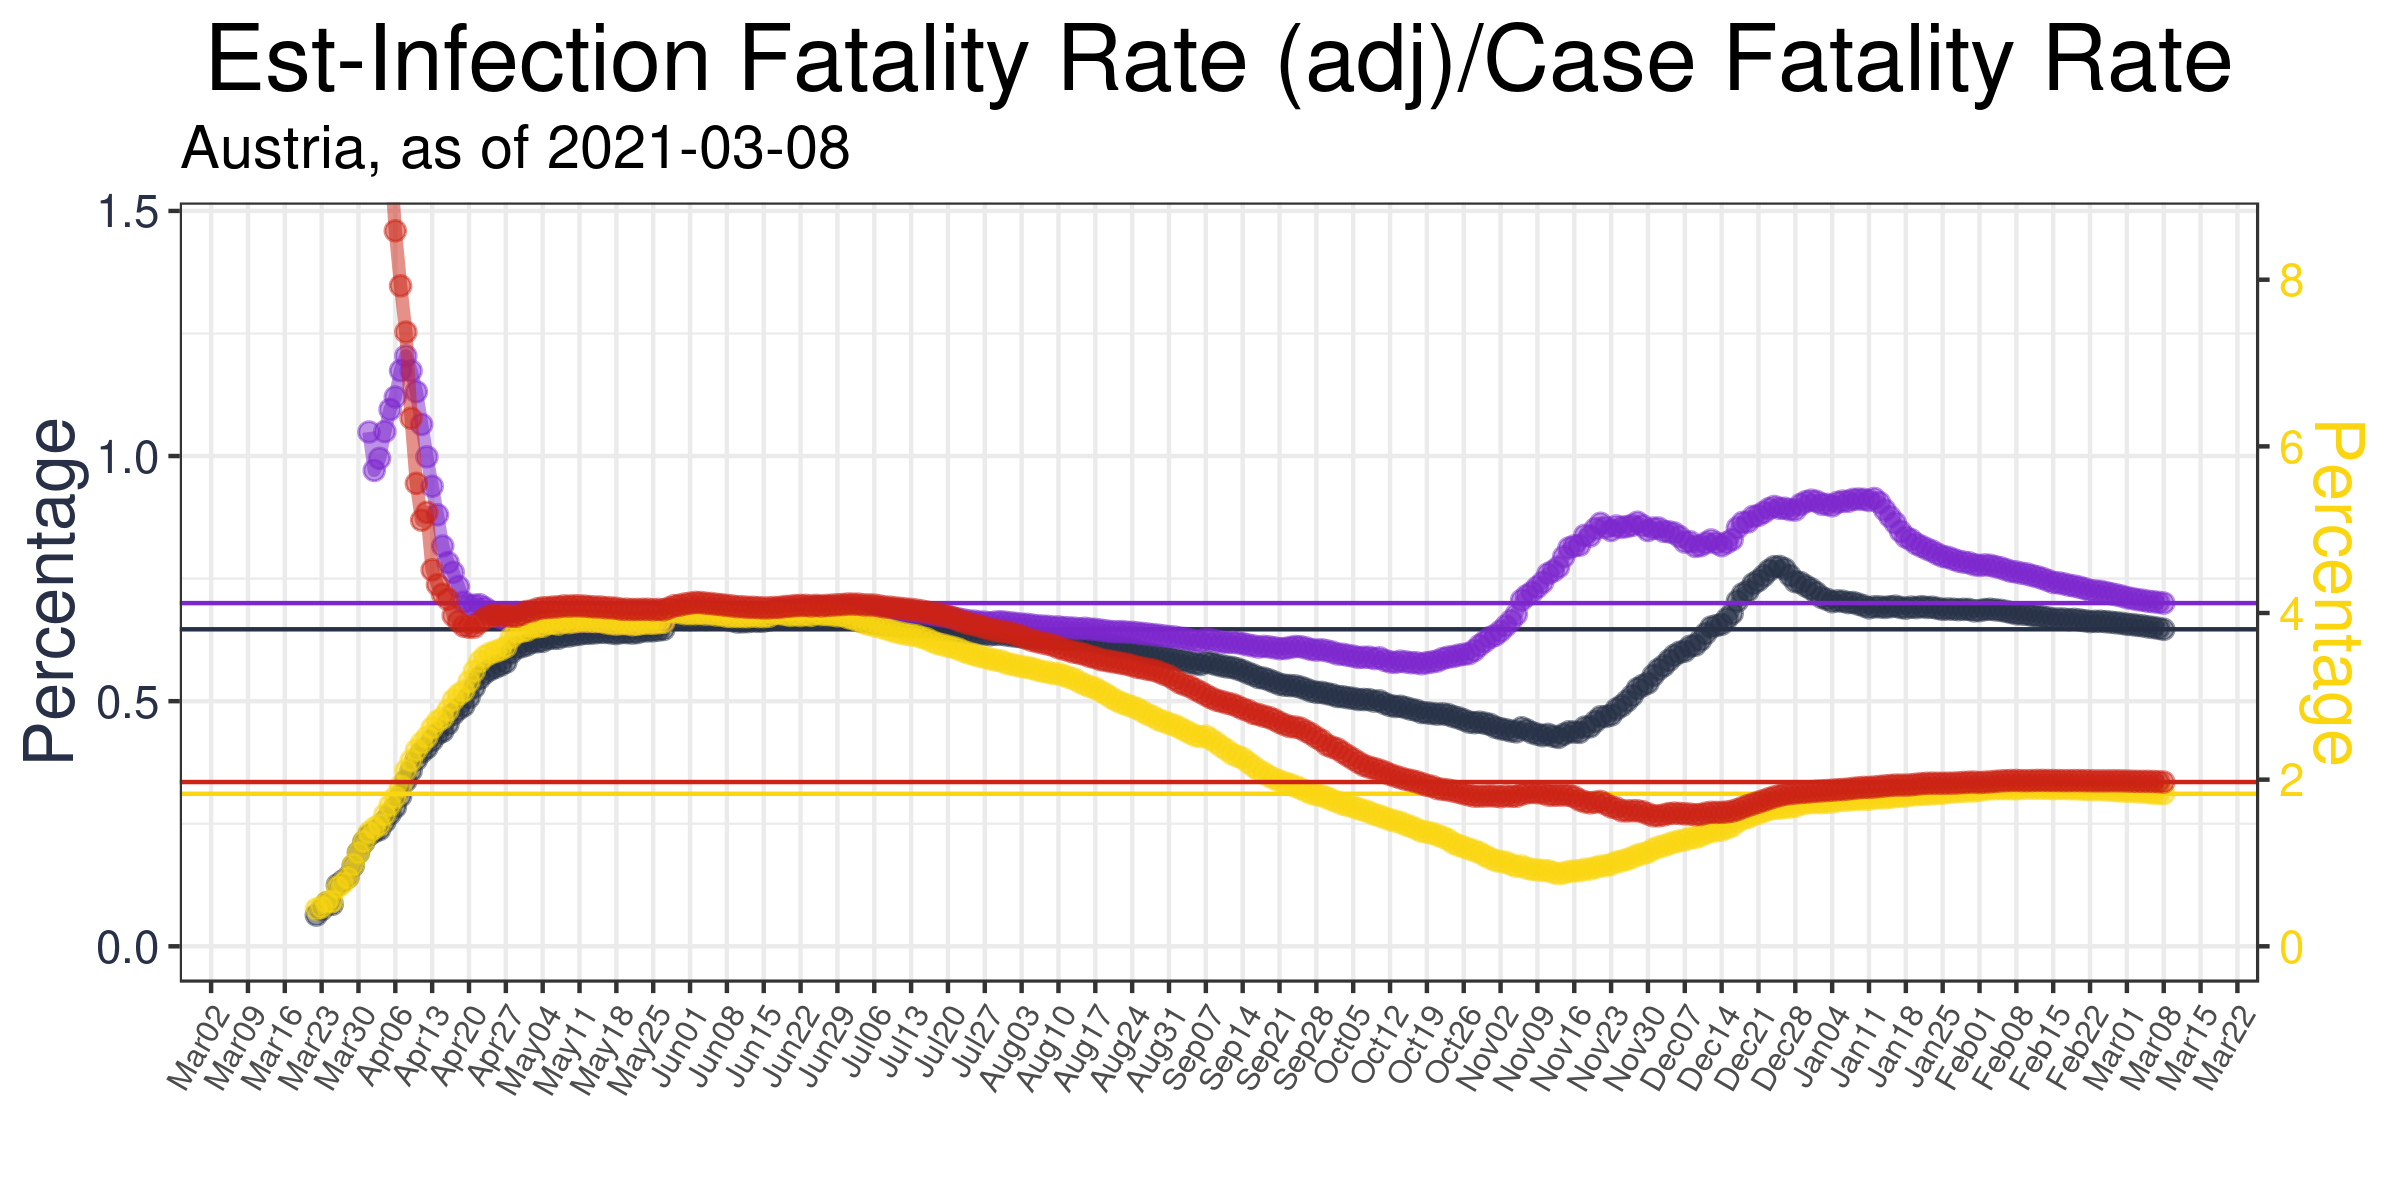 Est-Infection Fatality Rate (adj)/Case Fatality Rate
Austria, as of 2021-03-08
Percentage
1.5
1.0
0.5
0.0
8
6
4
2
0
Percentage
Mar02
Mar09
Mar16
Mar23
Mar30
Apr06
Apr13
Apr20
Apr27
May04
May11
May18
May25
Jun01
Jun08
Jun15
Jun22
Jun29
Jul06
Jul13
Jul20
Jul27
Aug03
Aug10
Aug17
Aug24
Aug31
Sep07
Sep14
Sep21
Sep28
Oct05
Oct12
Oct19
Oct26
Nov02
Nov09
Nov16
Nov23
Nov30
Dec07
Dec14
Dec21
Dec28
Jan04
Jan11
Jan18
Jan25
Feb01
Feb08
Feb15
Feb22
Mar01
Mar08
Mar15
Mar22